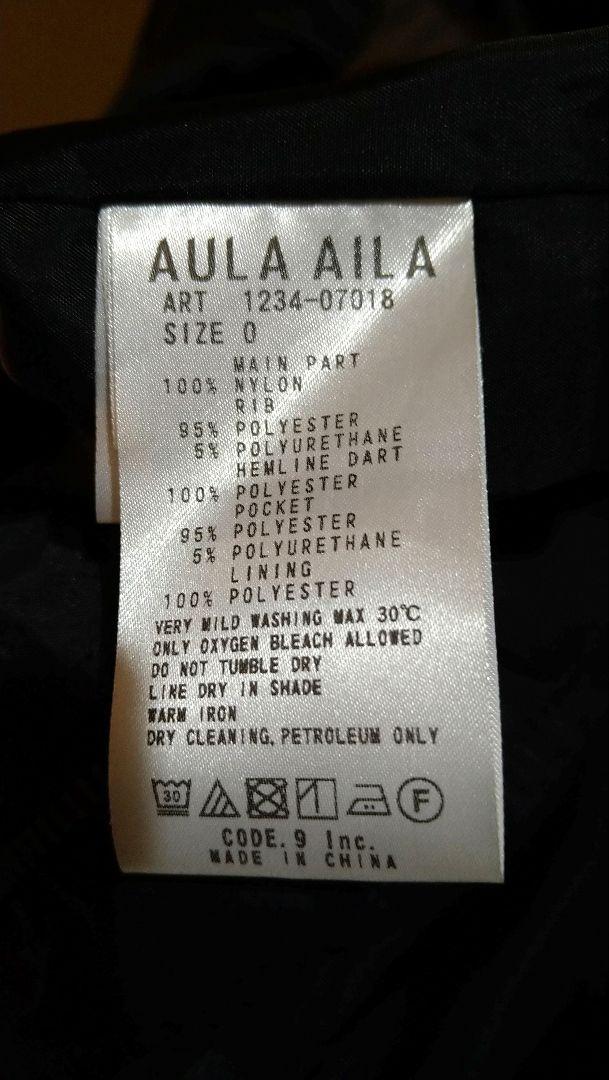 AULA AILA
ART 1234-07018
SIZE 0
MAIN PART
100% NYLON
RIB
95% POLYESTER
5% POLYURETHANE
HEMLINE DART
100% POLYESTER
POCKET
95% POLYESTER
5% POLYURETHANE
LINING
100% POLYESTER
VERY MILD WASHING MAX 30℃
ONLY OXYGEN BLEACH ALLOWED
DO NOT TUMBLE DRY
LINE DRY IN SHADE
WARM IRON
DRY CLEANING, PETROLEUM ONLY
30 F
CODE. 9 Inc.
MADE IN CHINA